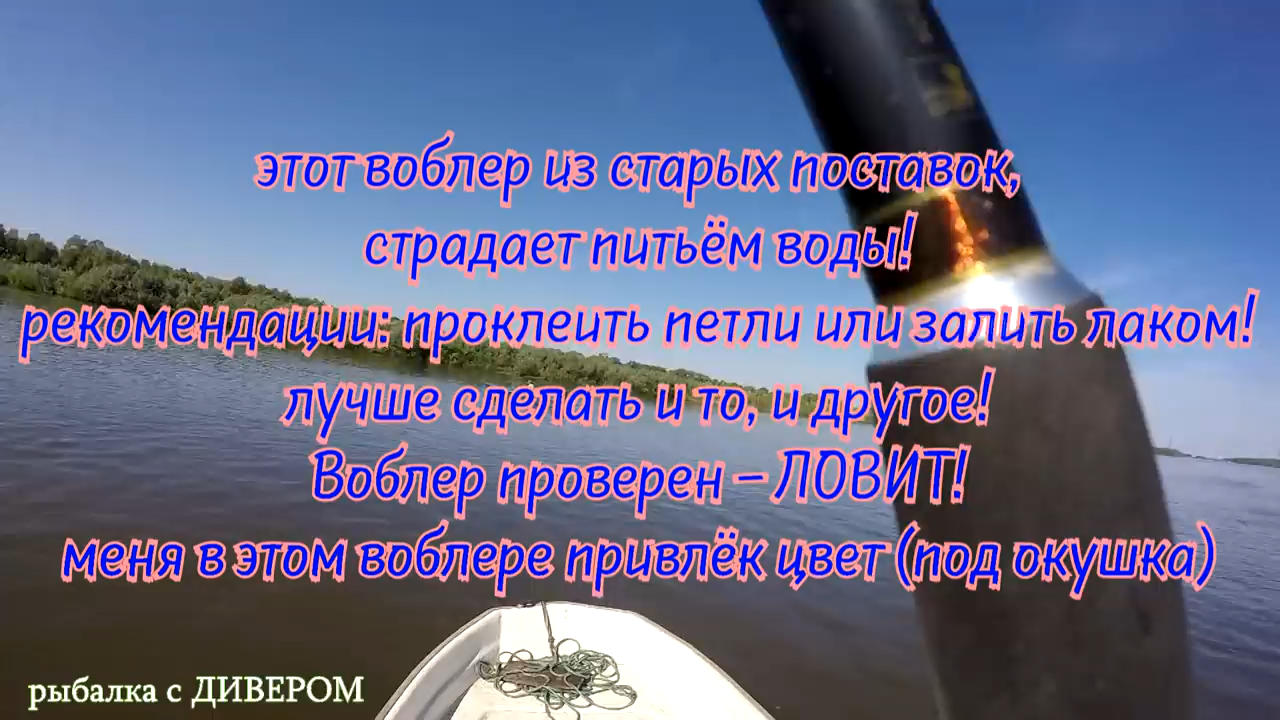 этот воблер из старых поставок,
страдает питьём воды!
рекомендации: проклеить петли или залить лаком!
лучше сделать и то, и другое!
Воблер проверен – ЛОВИТ!
меня в этом воблере привлёк цвет (под окушка)
рыбалка с ДИВЕРОМ